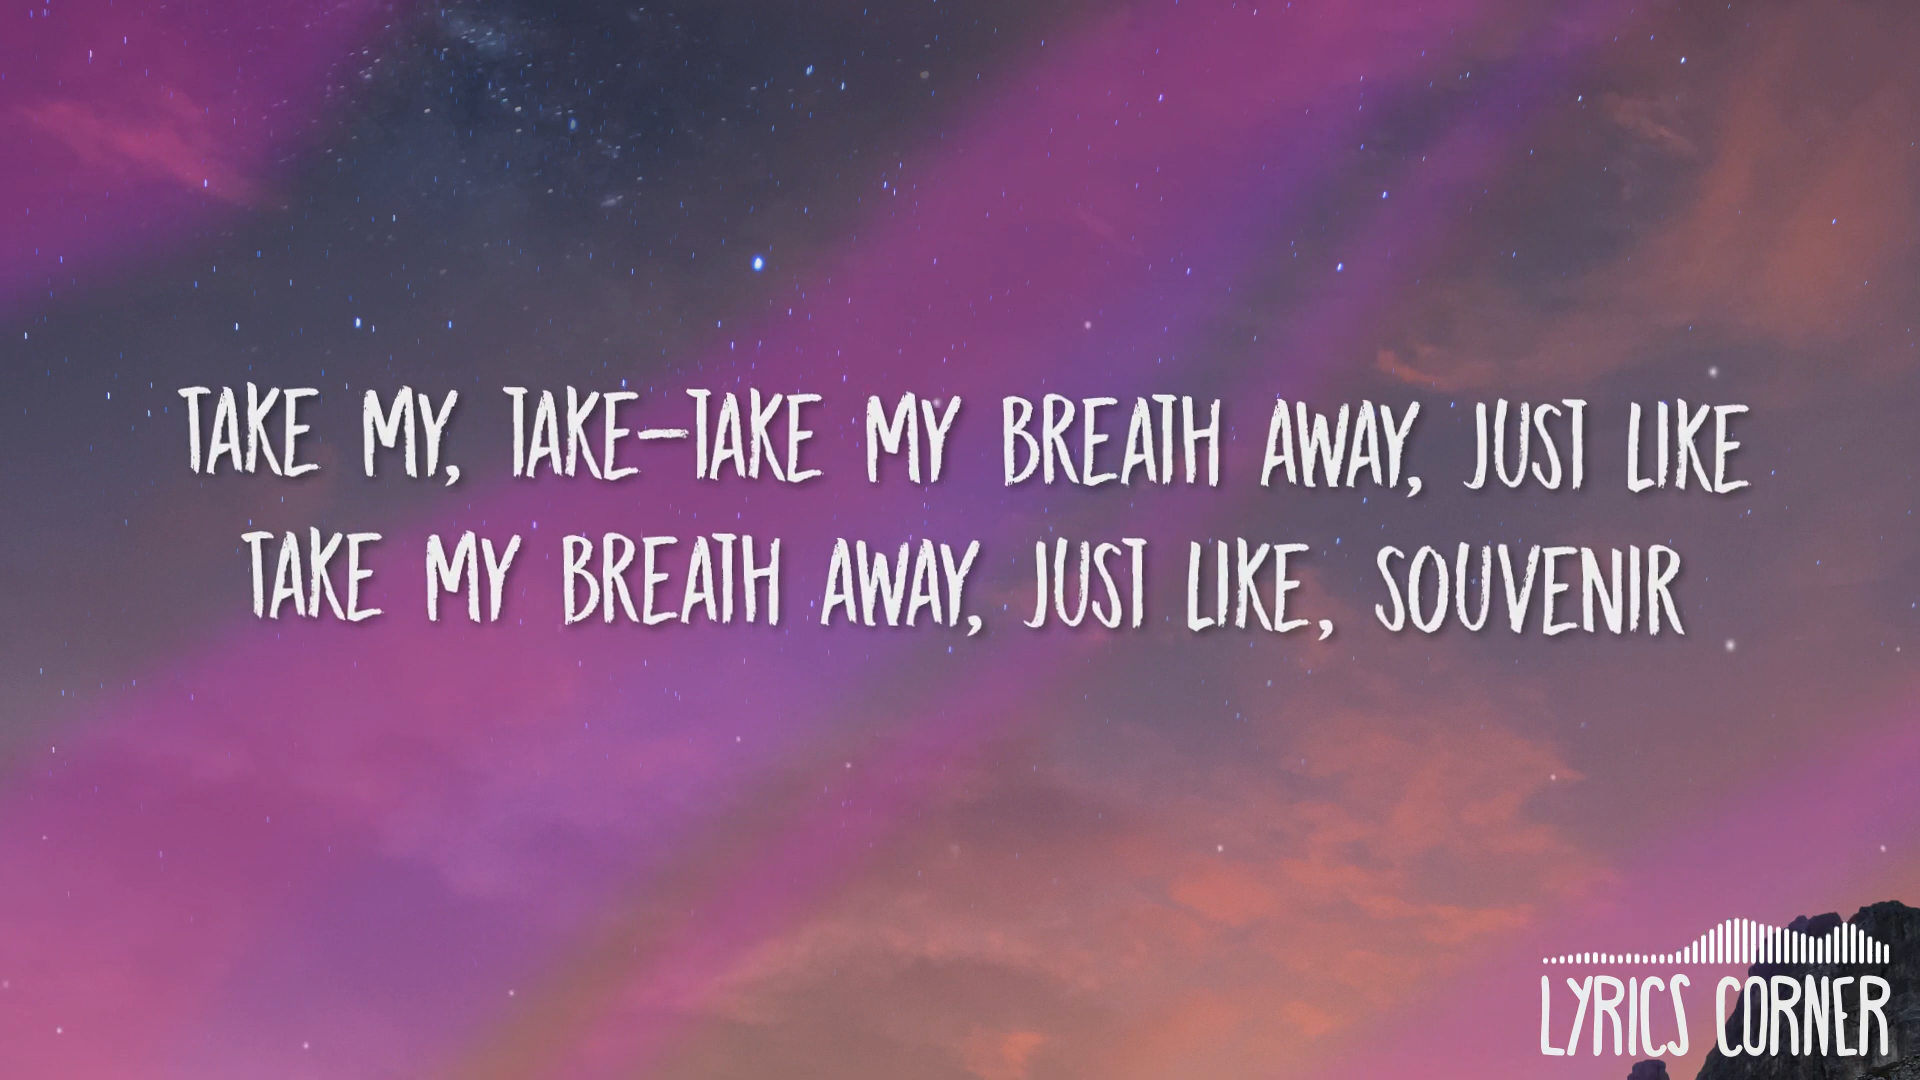 TAKE MY, TAKE-TAKE MY BREATH AWAY, JUST LIKE
TAKE MY BREATH AWAY, JUST LIKE, SOUVENIR
LYRICS CORNER